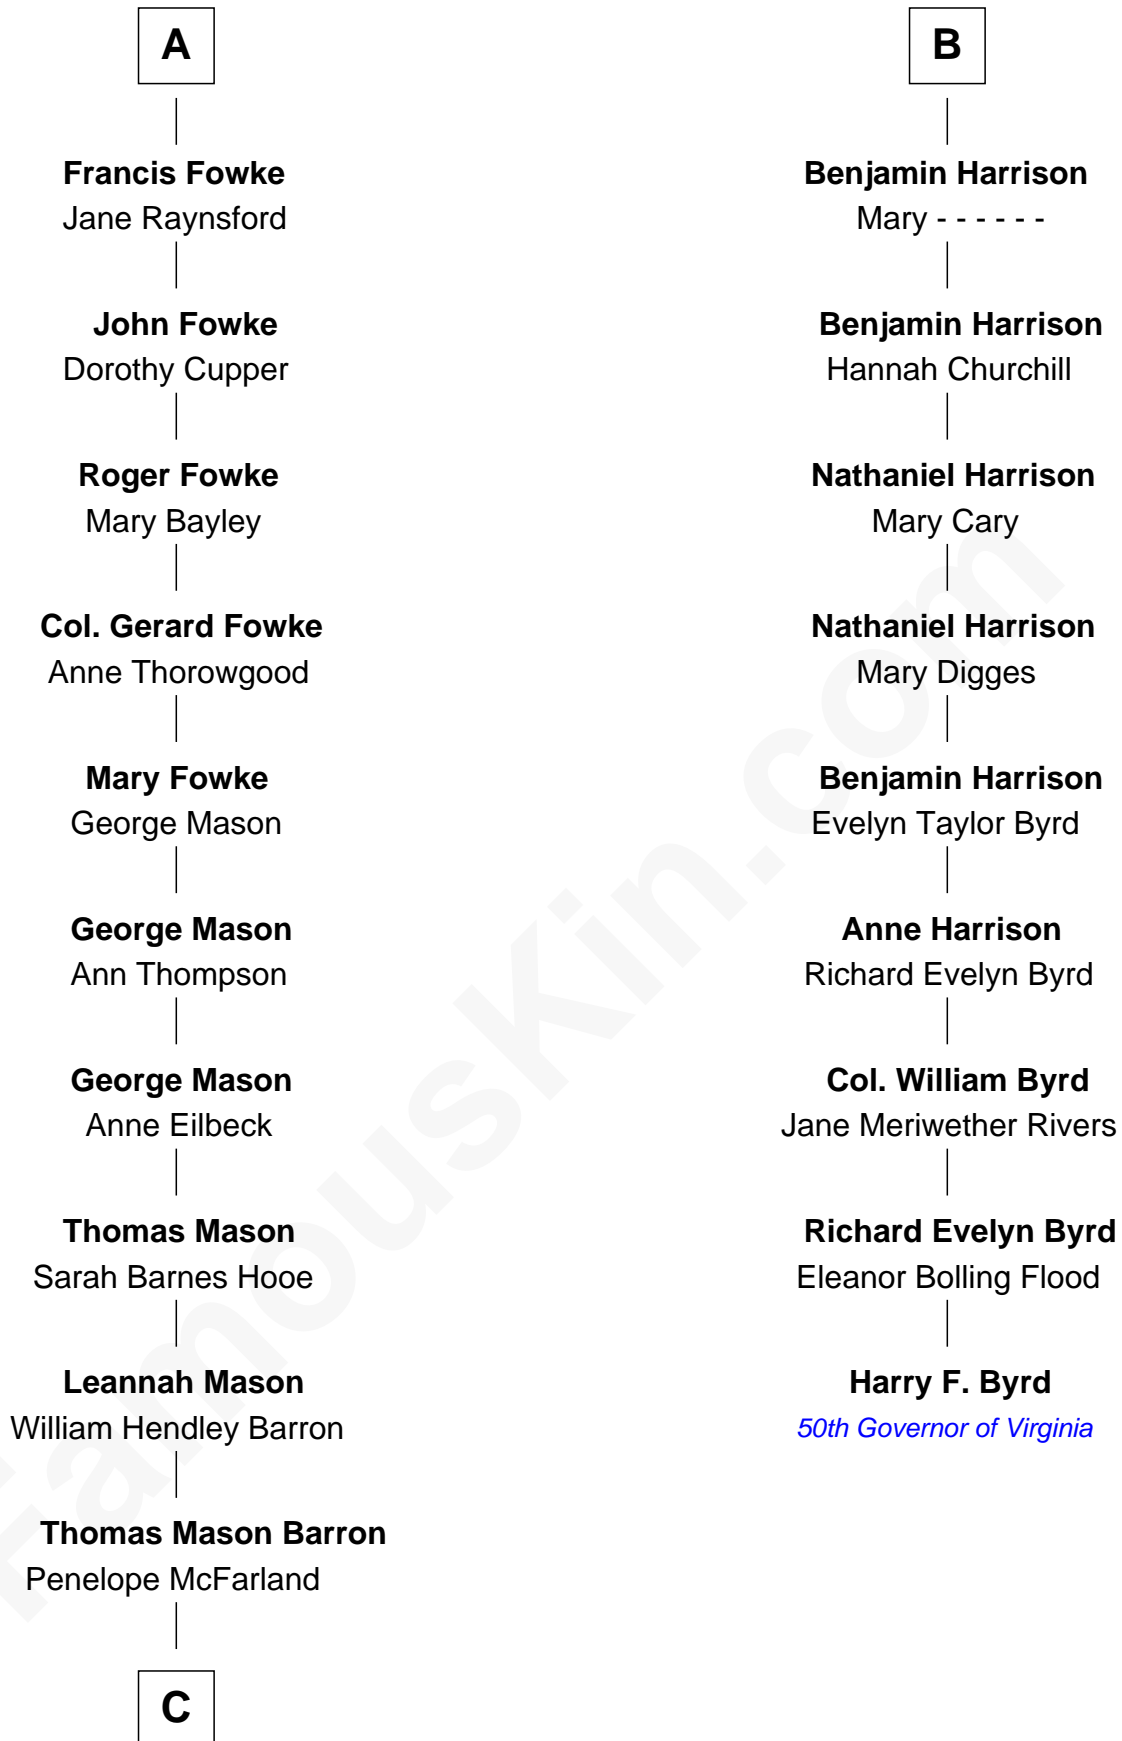 A
Francis Fowke
Jane Raynsford
John Fowke
Dorothy Cupper
Roger Fowke
Mary Bayley
Col. Gerard Fowke
Anne Thorowgood
Mary Fowke
George Mason
George Mason
Ann Thompson
George Mason
Anne Eilbeck
Thomas Mason
Sarah Barnes Hooe
Leannah Mason
William Hendley Barron
Thomas Mason Barron
Penelope McFarland
C
B
Benjamin Harrison
Mary - - - - - -
Benjamin Harrison
Hannah Churchill
Nathaniel Harrison
Mary Cary
Nathaniel Harrison
Mary Digges
Benjamin Harrison
Evelyn Taylor Byrd
Anne Harrison
Richard Evelyn Byrd
Col. William Byrd
Jane Meriwether Rivers
Richard Evelyn Byrd
Eleanor Bolling Flood
Harry F. Byrd
50th Governor of Virginia
FamousKin.com